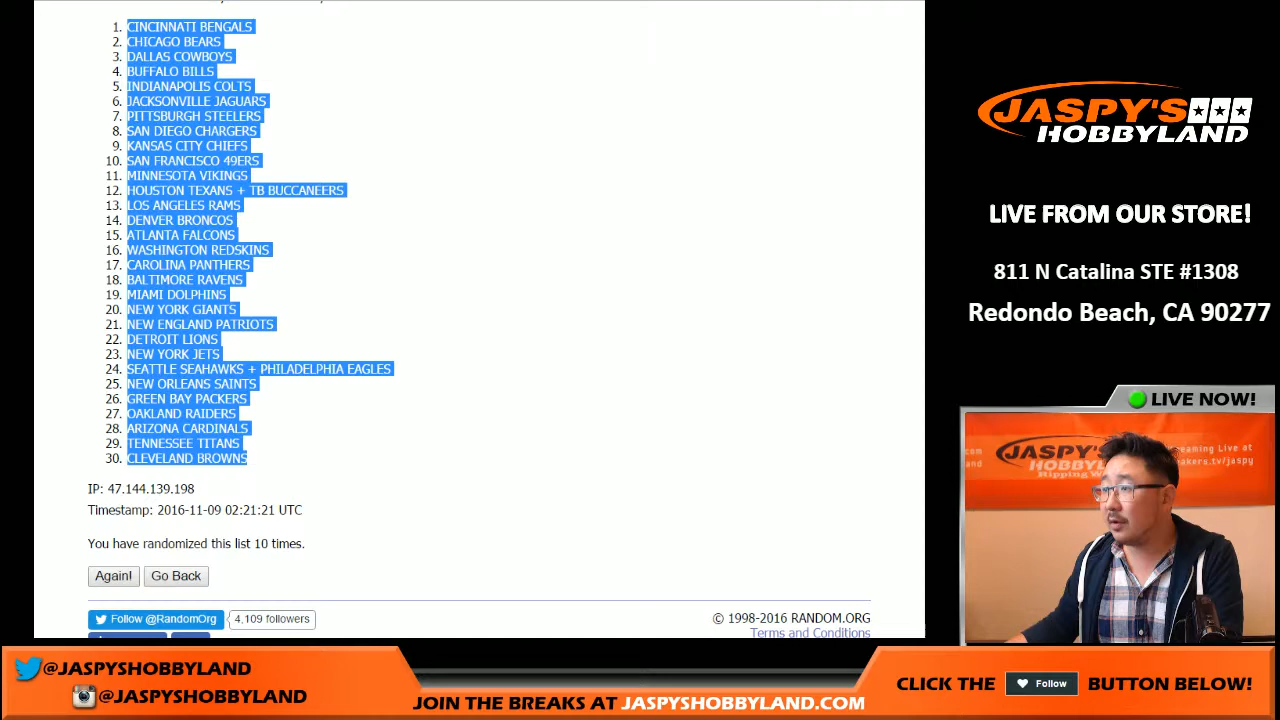 1. CINCINNATI BENGALS
2. CHICAGO BEARS
3. DALLAS COWBOYS
4. BUFFALO BILLS
5. INDIANAPOLIS COLTS
6. JACKSONVILLE JAGUARS
7. PITTSBURGH STEELERS
8. SAN DIEGO CHARGERS
9. KANSAS CITY CHIEFS
10. SAN FRANCISCO 49ERS
11. MINNESOTA VIKINGS
12. HOUSTON TEXANS + TB BUCCANEERS
13. LOS ANGELES RAMS
14. DENVER BRONCOS
15. ATLANTA FALCONS
16. WASHINGTON REDSKINS
17. CAROLINA PANTHERS
18. BALTIMORE RAVENS
19. MIAMI DOLPHINS
20. NEW YORK GIANTS
21. NEW ENGLAND PATRIOTS
22. DETROIT LIONS
23. NEW YORK JETS
24. SEATTLE SEAHAWKS + PHILADELPHIA EAGLES
25. NEW ORLEANS SAINTS
26. GREEN BAY PACKERS
27. OAKLAND RAIDERS
28. ARIZONA CARDINALS
29. TENNESSEE TITANS
30. CLEVELAND BROWNS
IP: 47.144.139.198
Timestamp: 2016-11-09 02:21:21 UTC
You have randomized this list 10 times.
Again! Go Back
Follow @RandomOrg 4,109 followers
© 1998-2016 RANDOM.ORG
Terms and Conditions
JASPY'S
HOBBYLAND
LIVE FROM OUR STORE!
811 N Catalina STE #1308
Redondo Beach, CA 90277
LIVE NOW!
JASPY'S
HOBBYLAND
Streaming Live at
.tv/jaspy
@JASPYSHOBBYLAND
@JASPYSHOBBYLAND
JOIN THE BREAKS AT JASPYSHOBBYLAND.COM
CLICK THE Follow BUTTON BELOW!